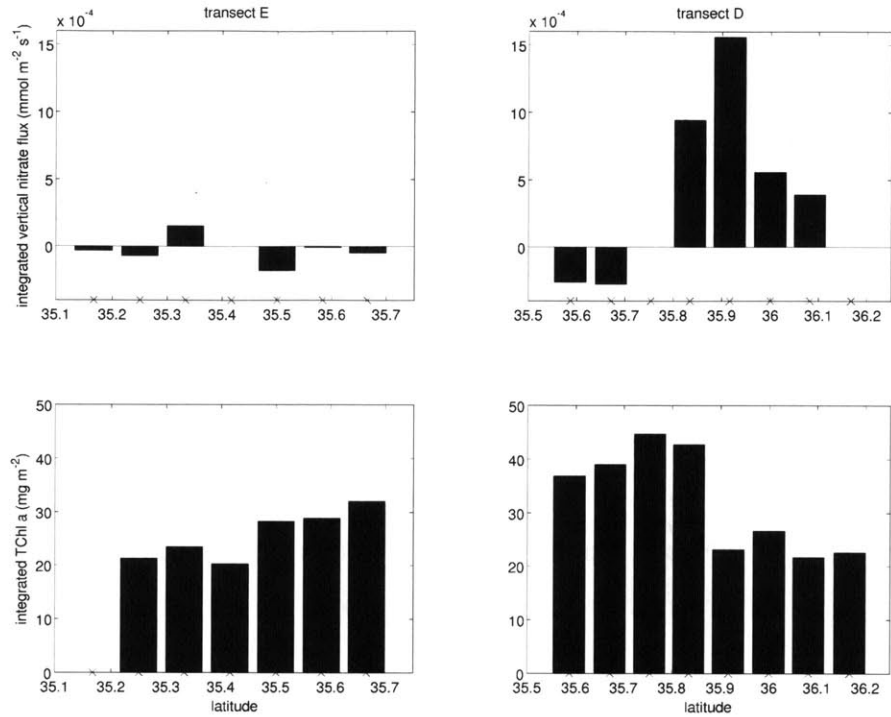 transect E
transect D
x 10^-4
x 10^-4
integrated vertical nitrate flux (mmol m^-2 s^-1)
15
10
5
0
35.1 35.2 35.3 35.4 35.5 35.6 35.7
15
10
5
0
35.5 35.6 35.7 35.8 35.9 36 36.1 36.2
integrated TChl a (mg m^-2)
50
40
30
20
10
0
35.1 35.2 35.3 35.4 35.5 35.6 35.7
latitude
50
40
30
20
10
0
35.5 35.6 35.7 35.8 35.9 36 36.1 36.2
latitude